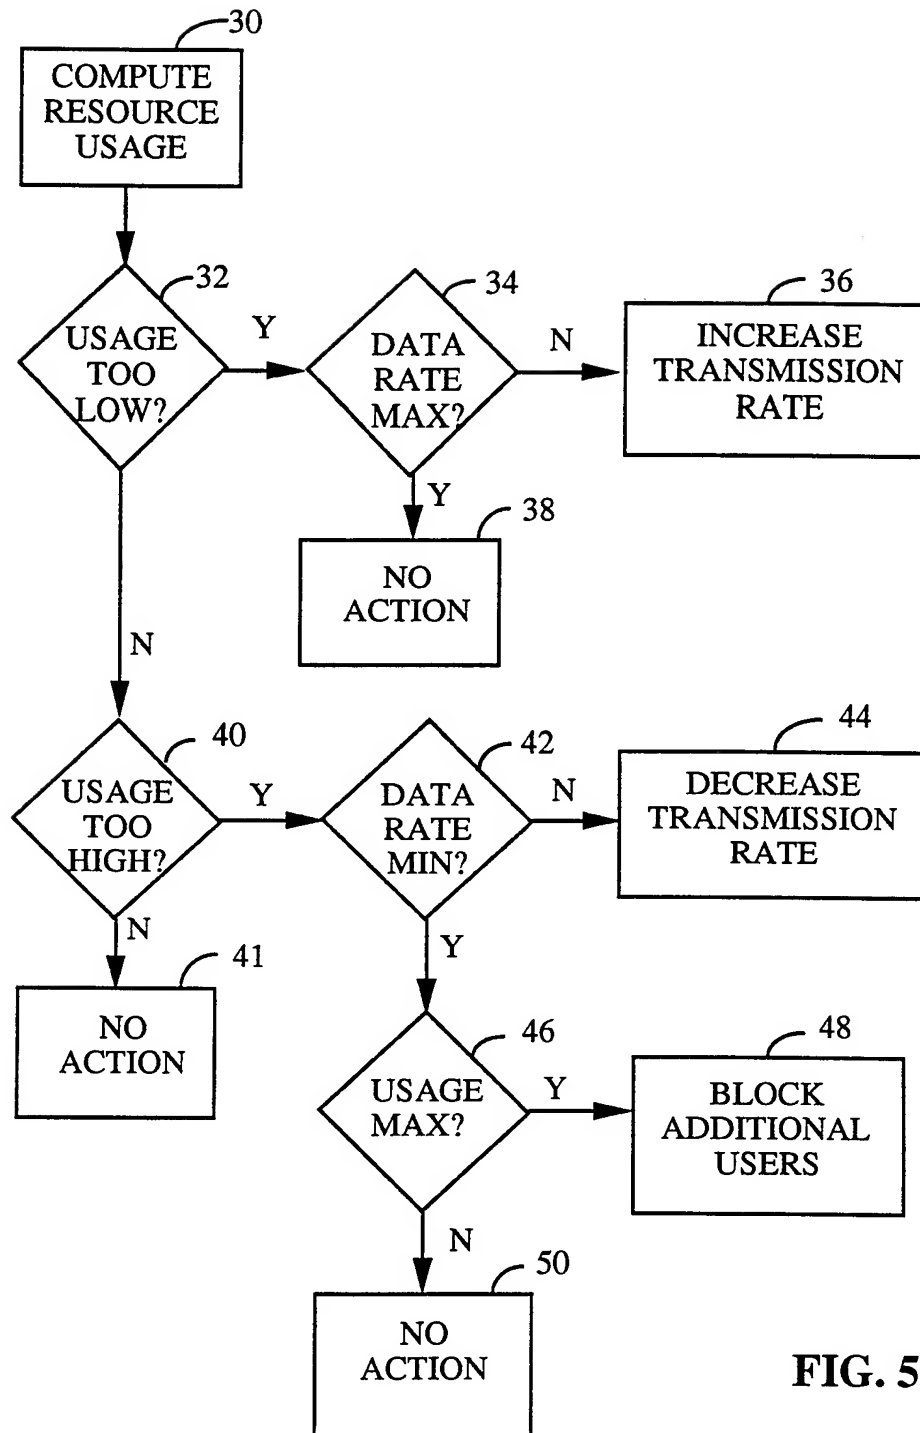 30
COMPUTE
RESOURCE
USAGE
32
USAGE
TOO
LOW?
Y
34
DATA
RATE
MAX?
N
36
INCREASE
TRANSMISSION
RATE
Y
38
NO
ACTION
N
40
USAGE
TOO
HIGH?
Y
42
DATA
RATE
MIN?
N
44
DECREASE
TRANSMISSION
RATE
N
41
NO
ACTION
Y
46
USAGE
MAX?
Y
48
BLOCK
ADDITIONAL
USERS
N
50
NO
ACTION
FIG. 5